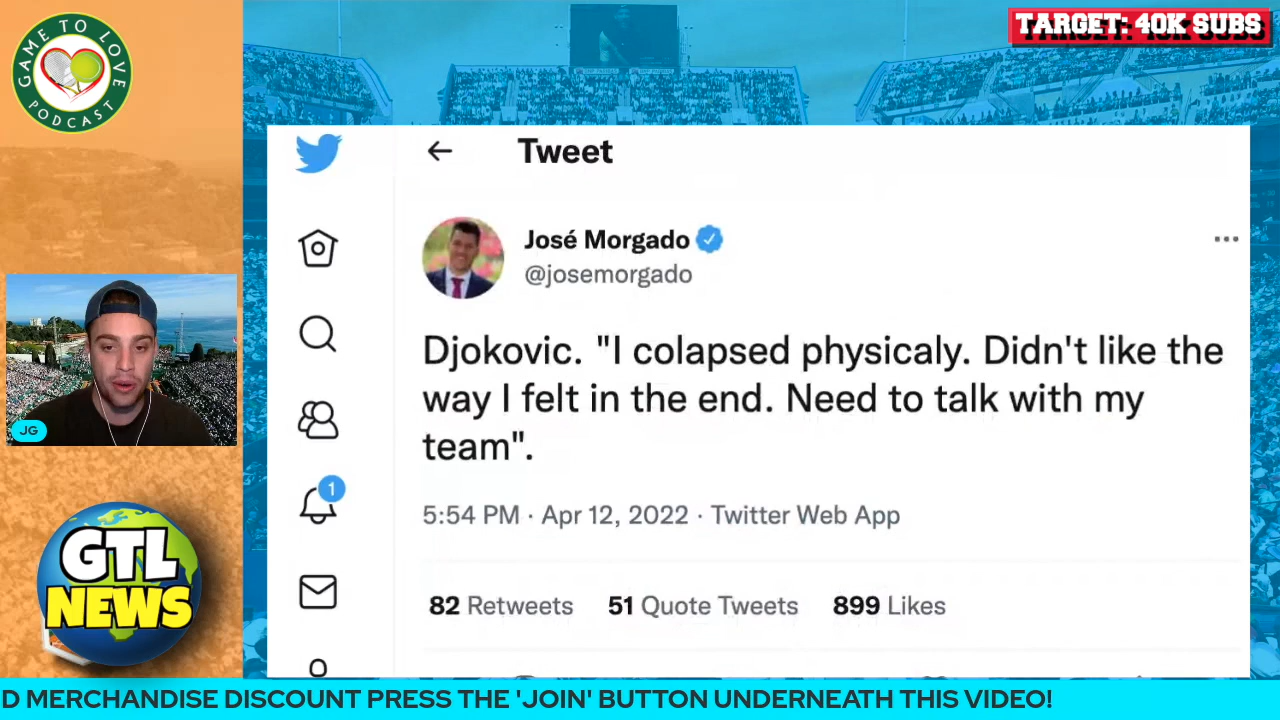 GAME TO LOVE
PODCAST
TARGET: 40K SUBS
Tweet
José Morgado
@josemorgado
Djokovic. "I colapsed physicaly. Didn't like the
way I felt in the end. Need to talk with my
team".
5:54 PM · Apr 12, 2022 · Twitter Web App
82 Retweets 51 Quote Tweets 899 Likes
1
JG
GTL
NEWS
D MERCHANDISE DISCOUNT PRESS THE 'JOIN' BUTTON UNDERNEATH THIS VIDEO!